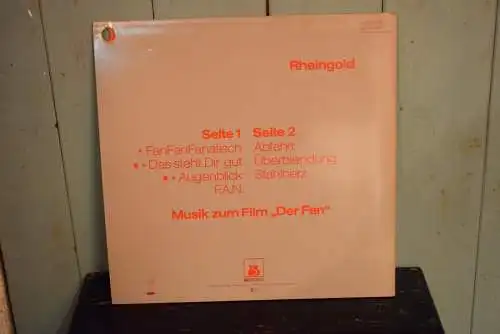 Rheingold
Seite 1 Seite 2
• FanFanFanatisch Abfahrt
■ • Das steht Dir gut Überblendung
■ • Augenblick Stahlherz
F.A.N.
Musik zum Film „Der Fan“